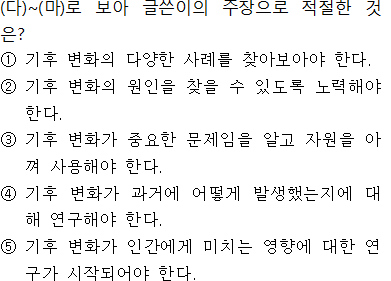 (다)~(마)로 보아 글쓴이의 주장으로 적절한 것
은?
① 기후 변화의 다양한 사례를 찾아보아야 한다.
② 기후 변화의 원인을 찾을 수 있도록 노력해야
한다.
③ 기후 변화가 중요한 문제임을 알고 자원을 아
껴 사용해야 한다.
④ 기후 변화가 과거에 어떻게 발생했는지에 대
해 연구해야 한다.
⑤ 기후 변화가 인간에게 미치는 영향에 대한 연
구가 시작되어야 한다.